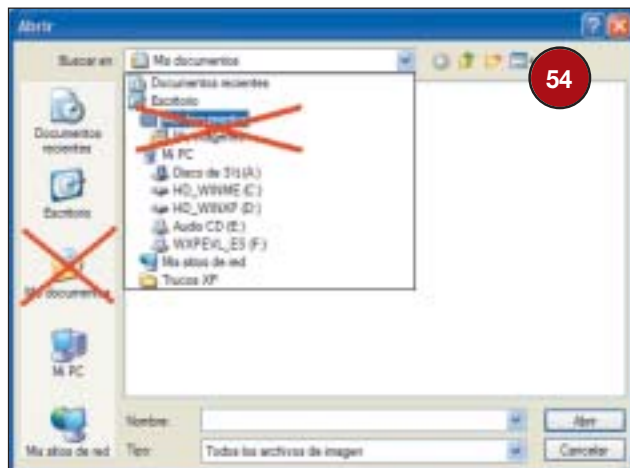 Abrir
Buscar en:
Mis documentos
54
Documentos recientes
Escritorio
Mi PC
Disco de 3½ (A:)
HD_WINME (C:)
HD_WINXP (D:)
Audio CD (E:)
WXPEVL_ES (F:)
Mis sitios de red
Trucos XP
Documentos
recientes
Escritorio
Mis documentos
Mi PC
Mis sitios de red
Nombre:
Abrir
Tipo:
Todos los archivos de imagen
Cancelar